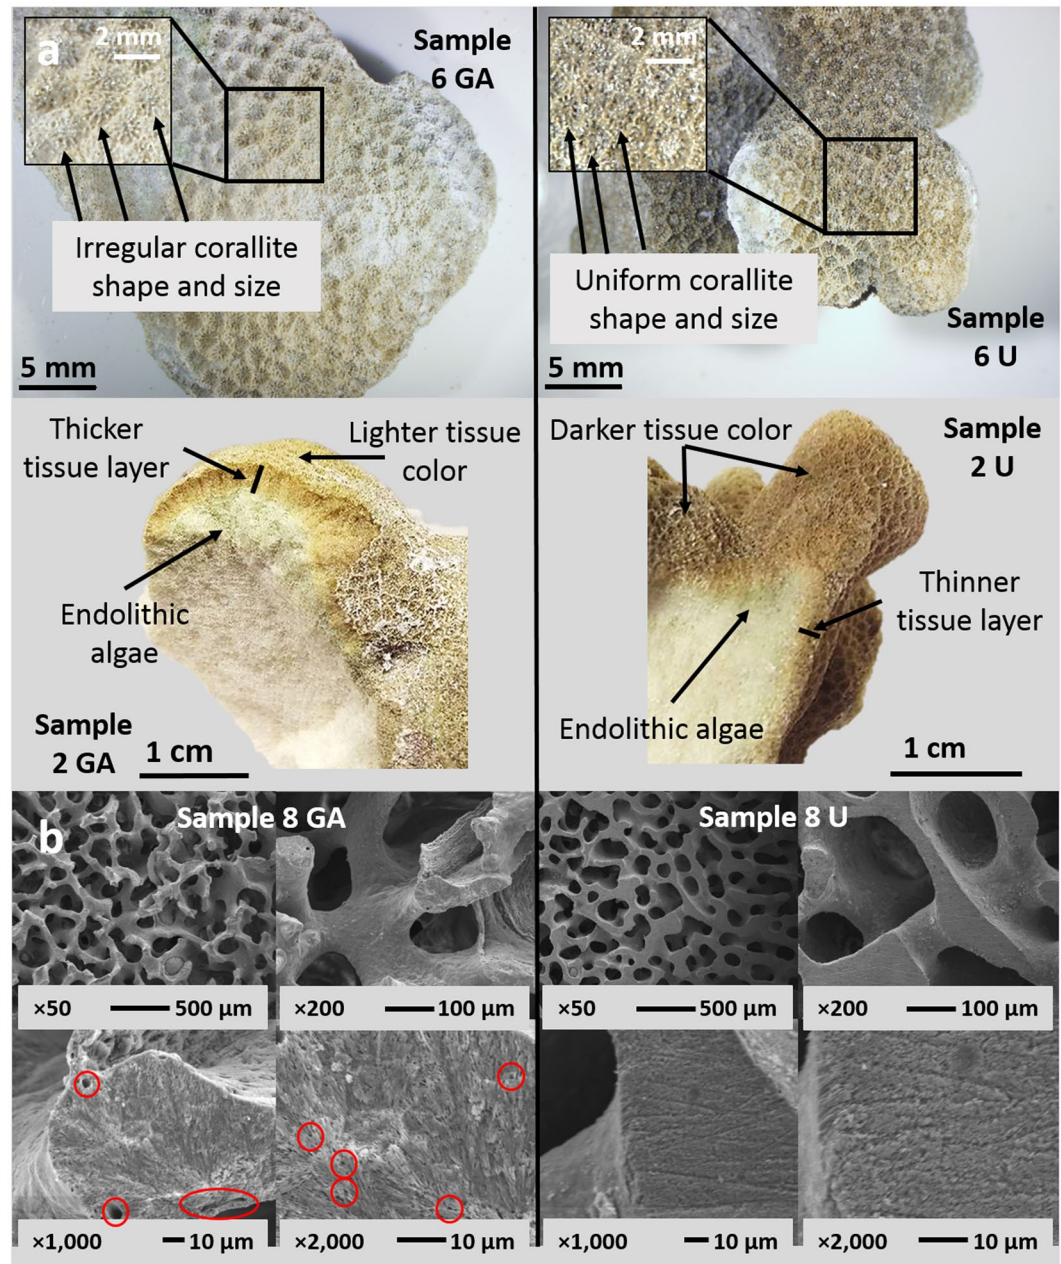 a
2 mm
Sample
6 GA
Irregular corallite
shape and size
5 mm
2 mm
Uniform corallite
shape and size
Sample
6 U
5 mm
Thicker
tissue layer
Lighter tissue
color
Endolithic
algae
Sample
2 GA
1 cm
Darker tissue color
Sample
2 U
Thinner
tissue layer
Endolithic algae
1 cm
b
Sample 8 GA
×50 500 μm
×200 100 μm
×1,000 10 μm
×2,000 10 μm
Sample 8 U
×50 500 μm
×200 100 μm
×1,000 10 μm
×2,000 10 μm